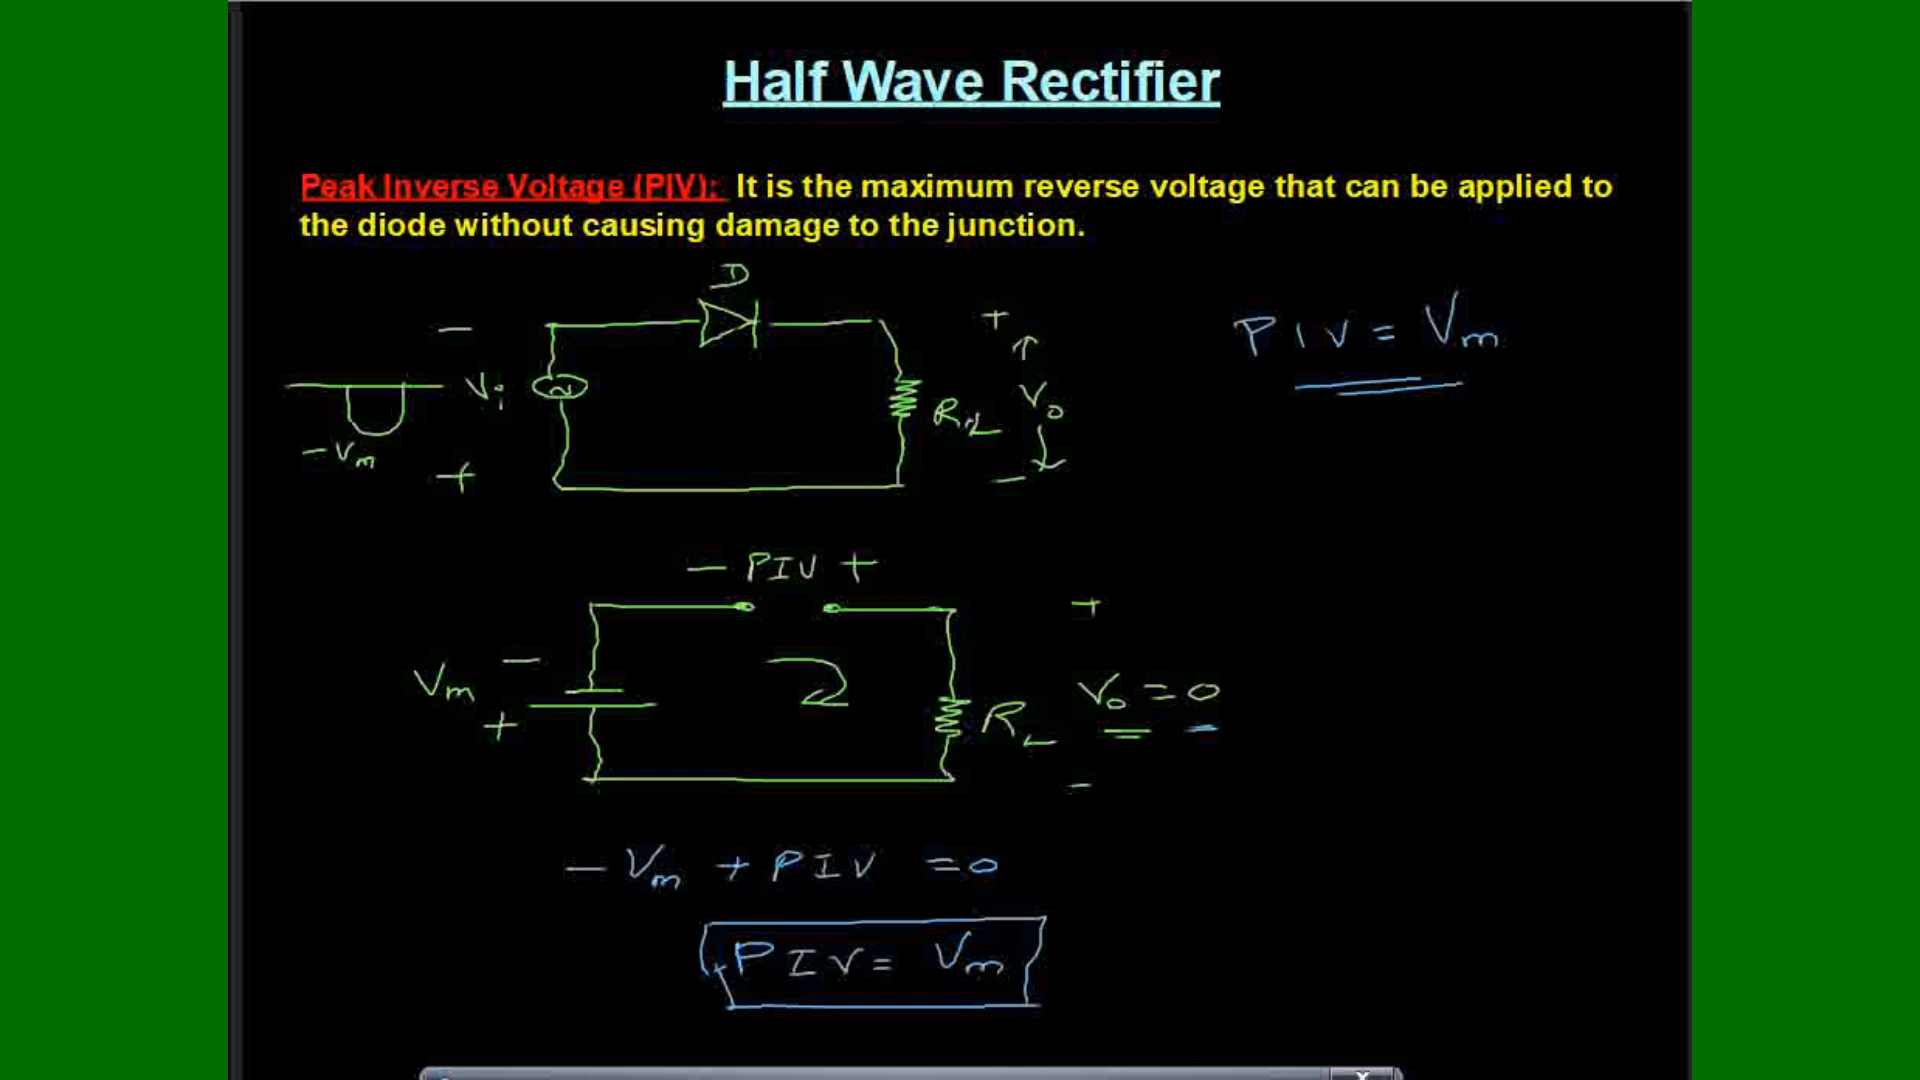 Half Wave Rectifier
Peak Inverse Voltage (PIV): It is the maximum reverse voltage that can be applied to
the diode without causing damage to the junction.
D
PIV = Vm
− +
Vi
RL
Vo
−Vm
+ −
− PIV +
− +
Vm
RL
Vo = 0
+ −
− Vm + PIV = 0
PIV = Vm